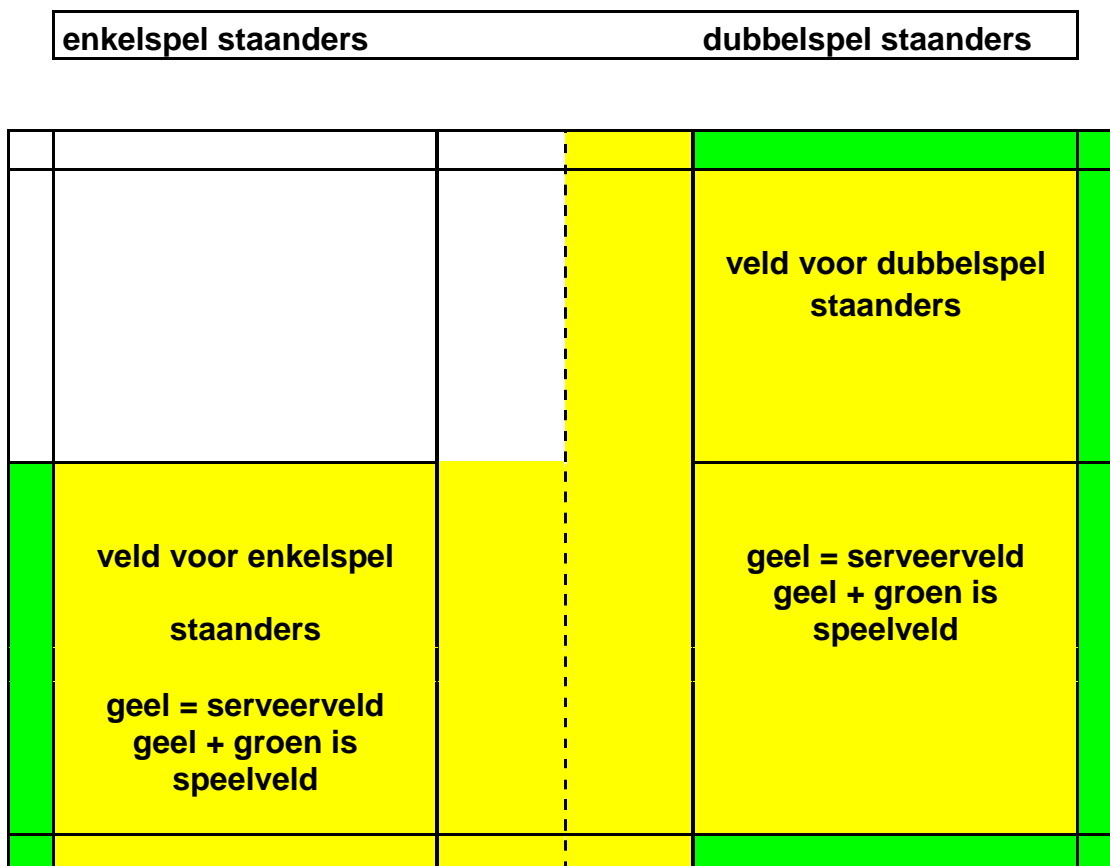 enkelspel staanders dubbelspel staanders
veld voor dubbelspel
staanders
veld voor enkelspel
staanders
geel = serveerveld
geel + groen is
speelveld
geel = serveerveld
geel + groen is
speelveld